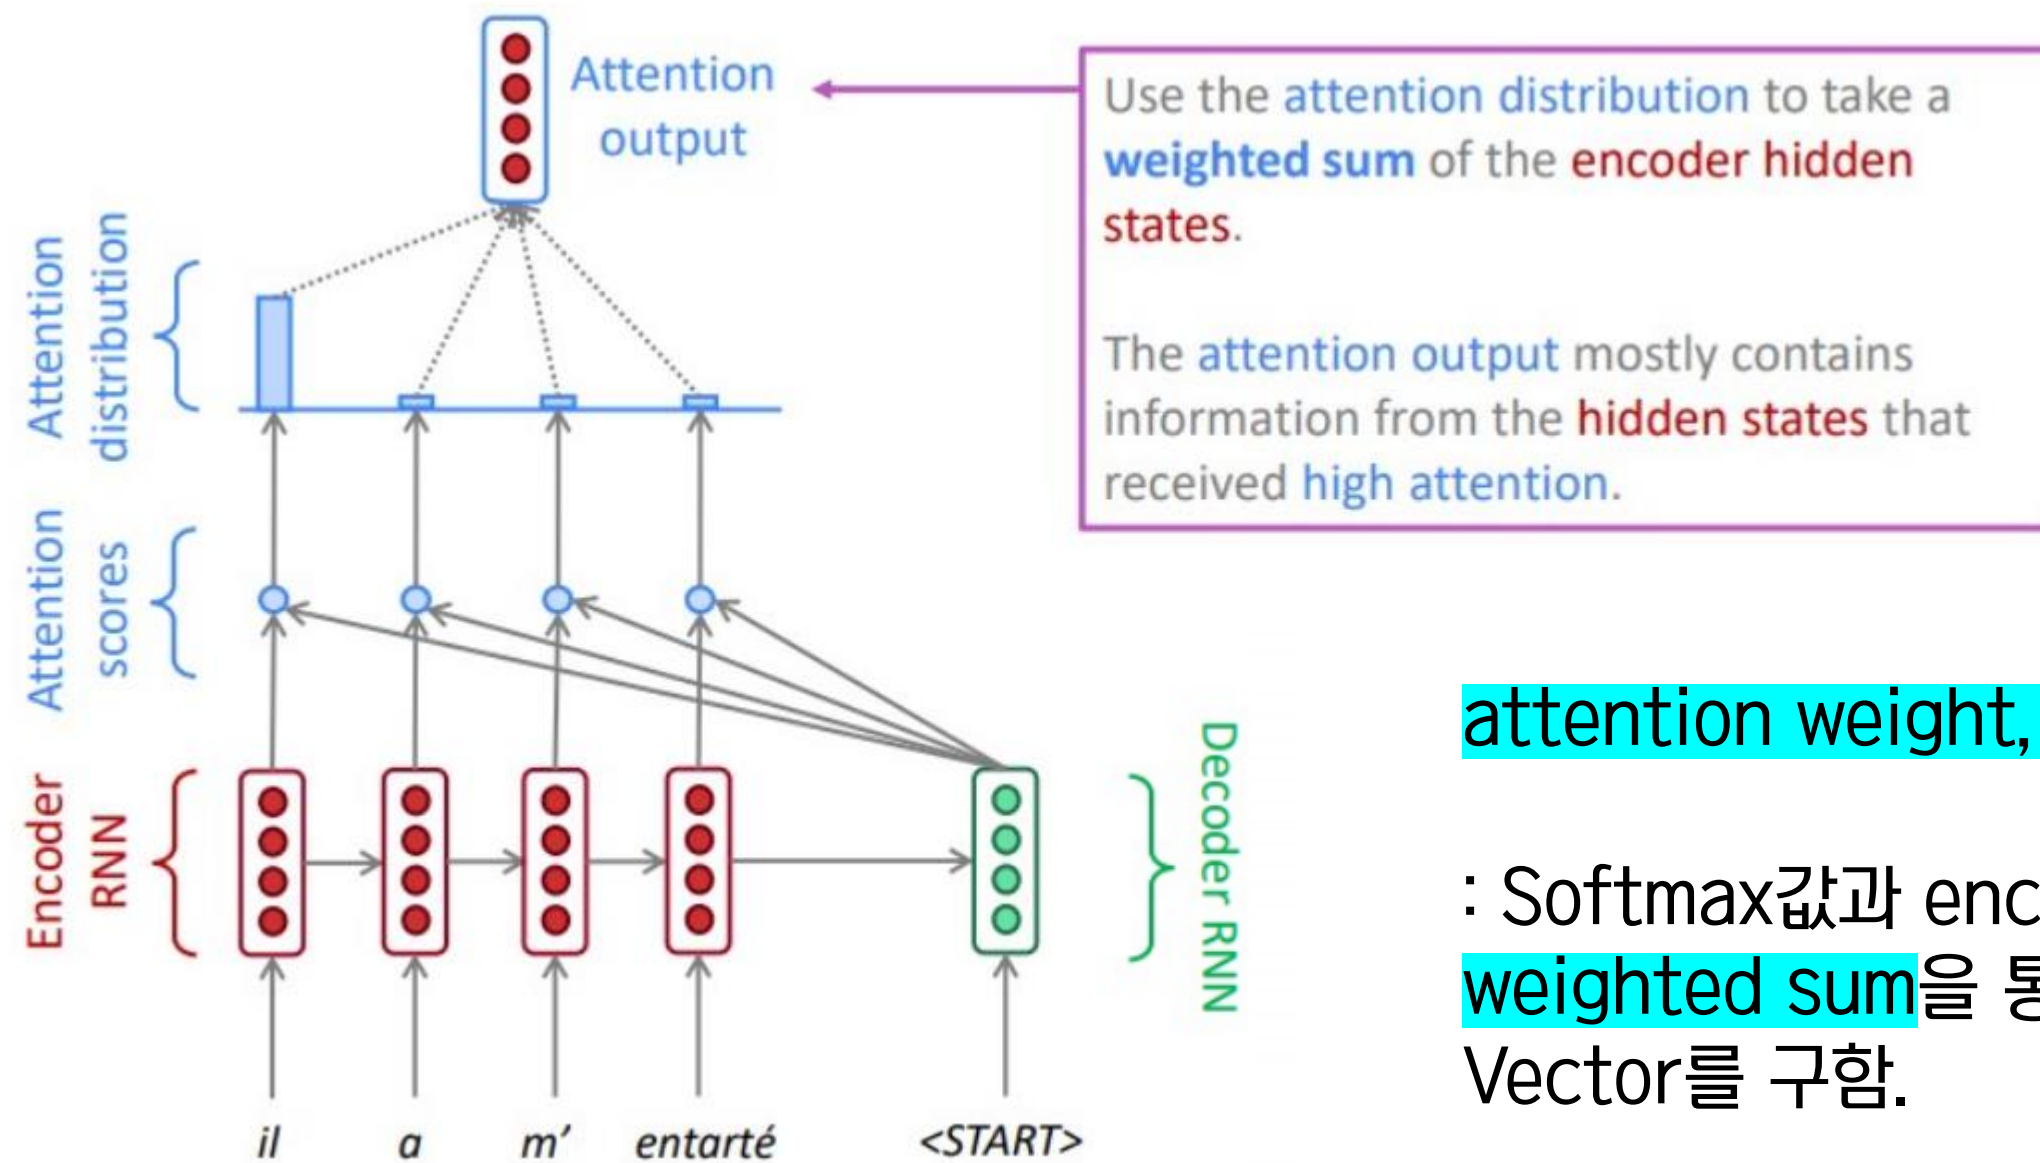 Attention
output
Use the attention distribution to take a
weighted sum of the encoder hidden
states.
The attention output mostly contains
information from the hidden states that
received high attention.
Attention
distribution
Attention
scores
Encoder
RNN
Decoder RNN
il a m’ entarté <START>
attention weight,
: Softmax값과 enc
weighted sum을
Vector를 구함.